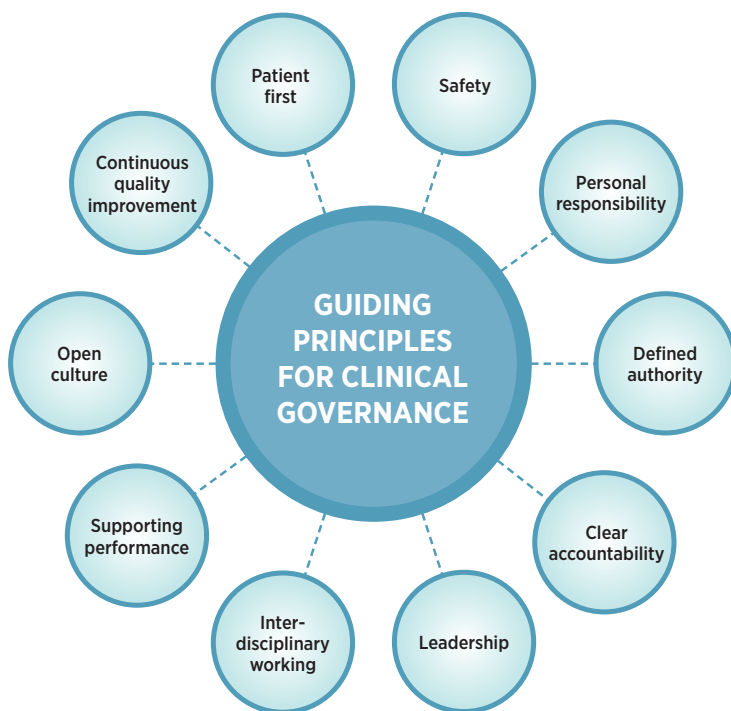 Patient
first
Safety
Personal
responsibility
Defined
authority
Clear
accountability
Leadership
Inter-
disciplinary
working
Supporting
performance
Open
culture
Continuous
quality
improvement
GUIDING
PRINCIPLES
FOR CLINICAL
GOVERNANCE